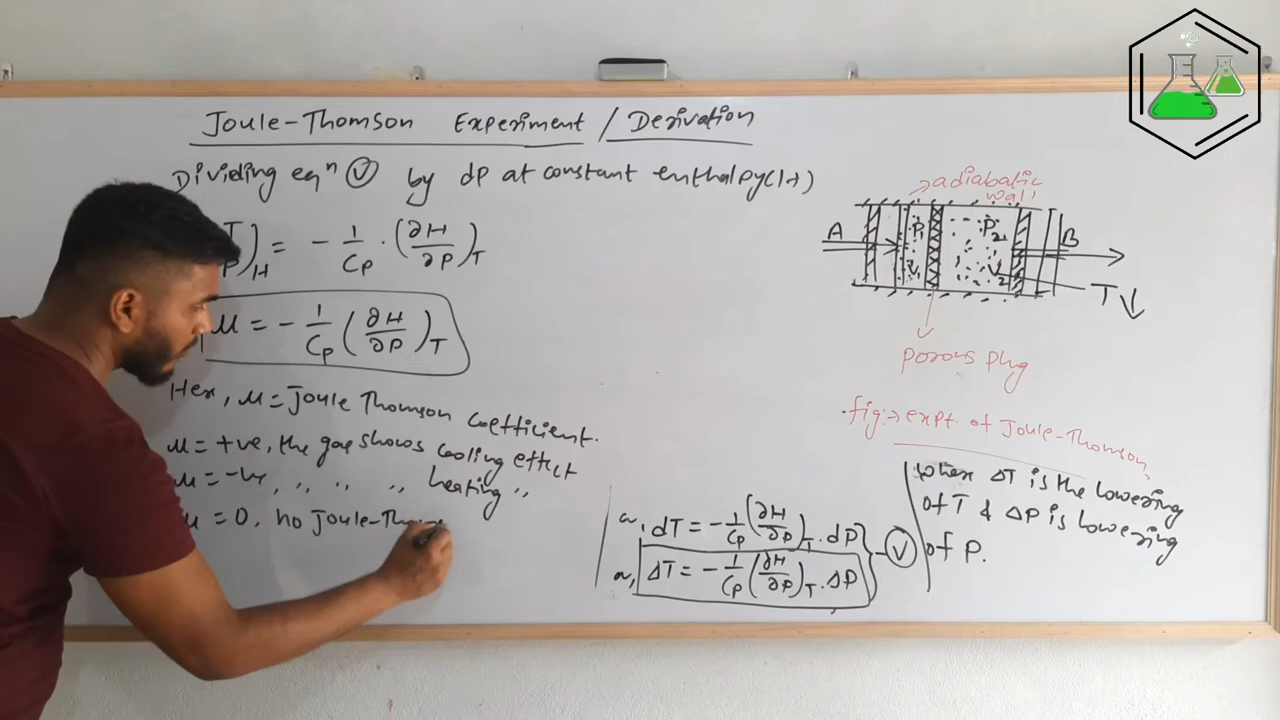 Joule-Thomson Experiment / Derivation
Dividing eqⁿ Ⓥ by dP at constant enthalpy(H)
)H = - 1/CP · (∂H/∂P)T
μ = - 1/CP (∂H/∂P)T
Here, μ = Joule Thomson coefficient.
μ = +ve, the gas shows cooling effect
μ = -ve, ,, ,, ,, heating ,,
μ = 0, no Joule-Thoms
or, dT = - 1/CP (∂H/∂P)T . dP
or, ΔT = - 1/CP (∂H/∂P)T . ΔP
Ⓥ
where ΔT is the lowering
of T & ΔP is lowering
of P.
adiabatic
wall
A
P1
V1
P2
V2
B
T↓
porous plug
fig:→ expt. of Joule-Thomson